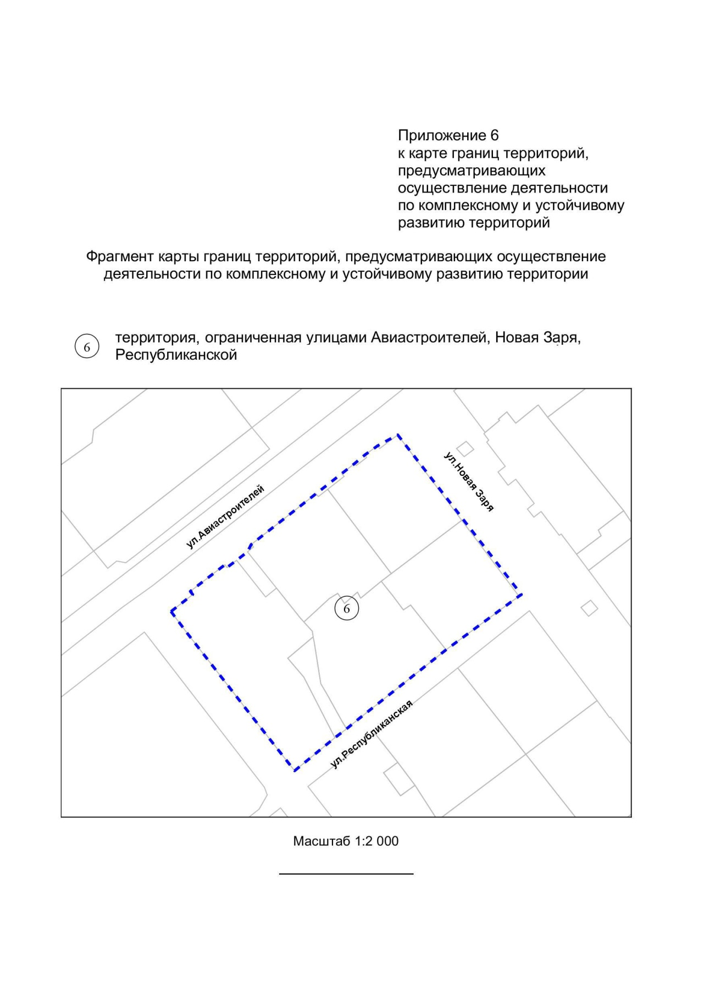 Приложение 6
к карте границ территорий,
предусматривающих
осуществление деятельности
по комплексному и устойчивому
развитию территорий
Фрагмент карты границ территорий, предусматривающих осуществление
деятельности по комплексному и устойчивому развитию территории
6
территория, ограниченная улицами Авиастроителей, Новая Заря,
Республиканской
ул.Новая Заря
ул.Авиастроителей
6
ул.Республиканская
Масштаб 1:2 000